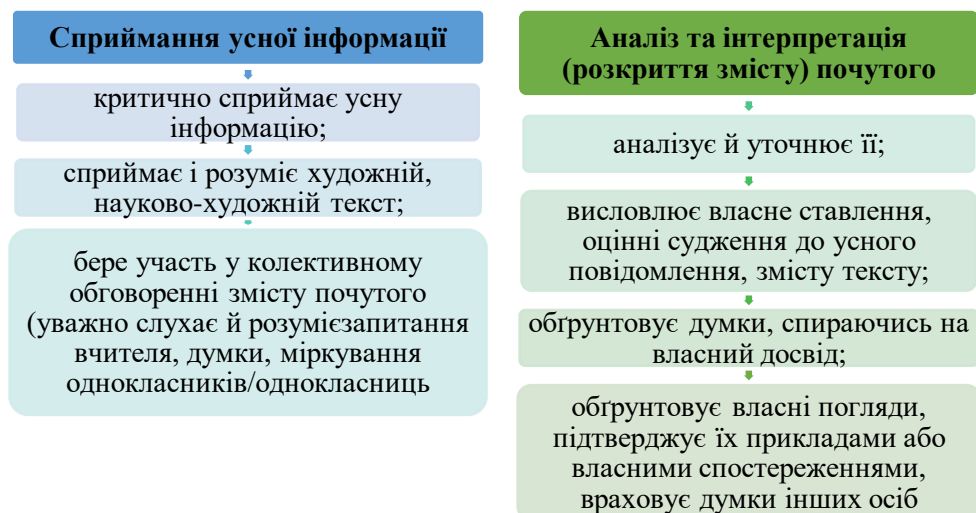 Сприймання усної інформації
критично сприймає усну
інформацію;
сприймає і розуміє художній,
науково-художній текст;
бере участь у колективному
обговоренні змісту почутого
(уважно слухає й розумієзапитання
вчителя, думки, міркування
однокласників/однокласниць
Аналіз та інтерпретація
(розкриття змісту) почутого
аналізує й уточнює її;
висловлює власне ставлення,
оцінні судження до усного
повідомлення, змісту тексту;
обґрунтовує думки, спираючись на
власний досвід;
обґрунтовує власні погляди,
підтверджує їх прикладами або
власними спостереженнями,
враховує думки інших осіб